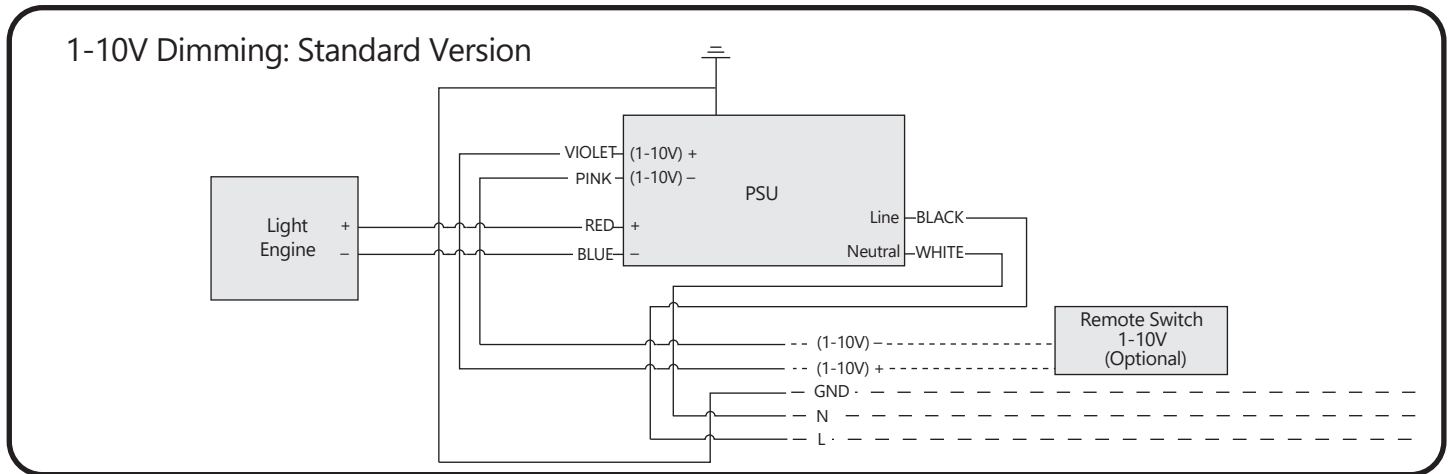 1-10V Dimming: Standard Version
VIOLET (1-10V) +
PINK (1-10V) –
PSU
Light
Engine
+
–
RED +
BLUE –
Line BLACK
Neutral WHITE
Remote Switch
1-10V
(Optional)
(1-10V) –
(1-10V) +
GND
N
L